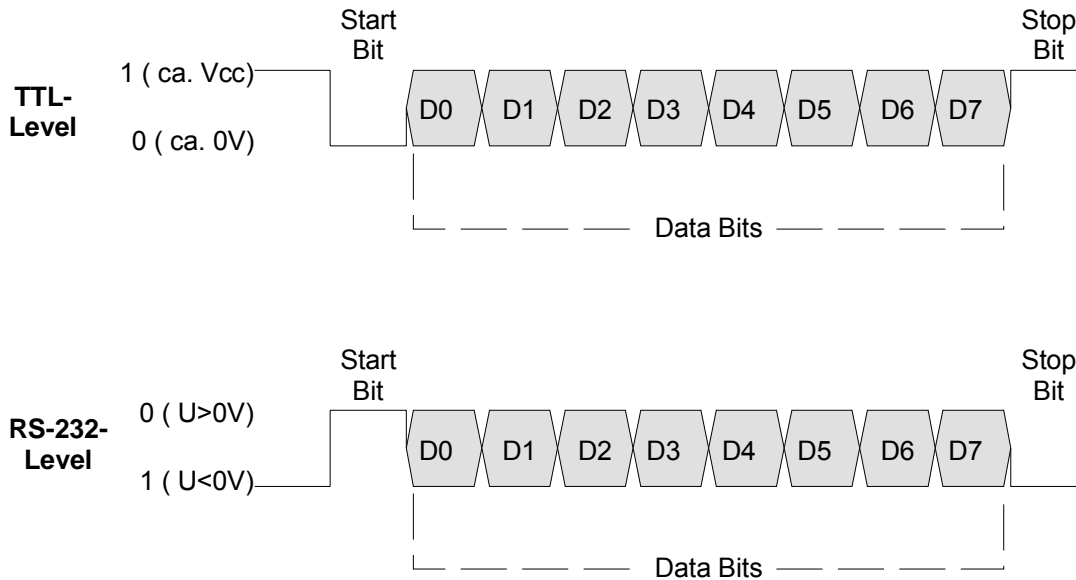 Start
Bit
Stop
Bit
1 ( ca. Vcc)
TTL-
Level
D0 D1 D2 D3 D4 D5 D6 D7
0 ( ca. 0V)
Data Bits
Start
Bit
Stop
Bit
0 ( U>0V)
RS-232-
Level
D0 D1 D2 D3 D4 D5 D6 D7
1 ( U<0V)
Data Bits